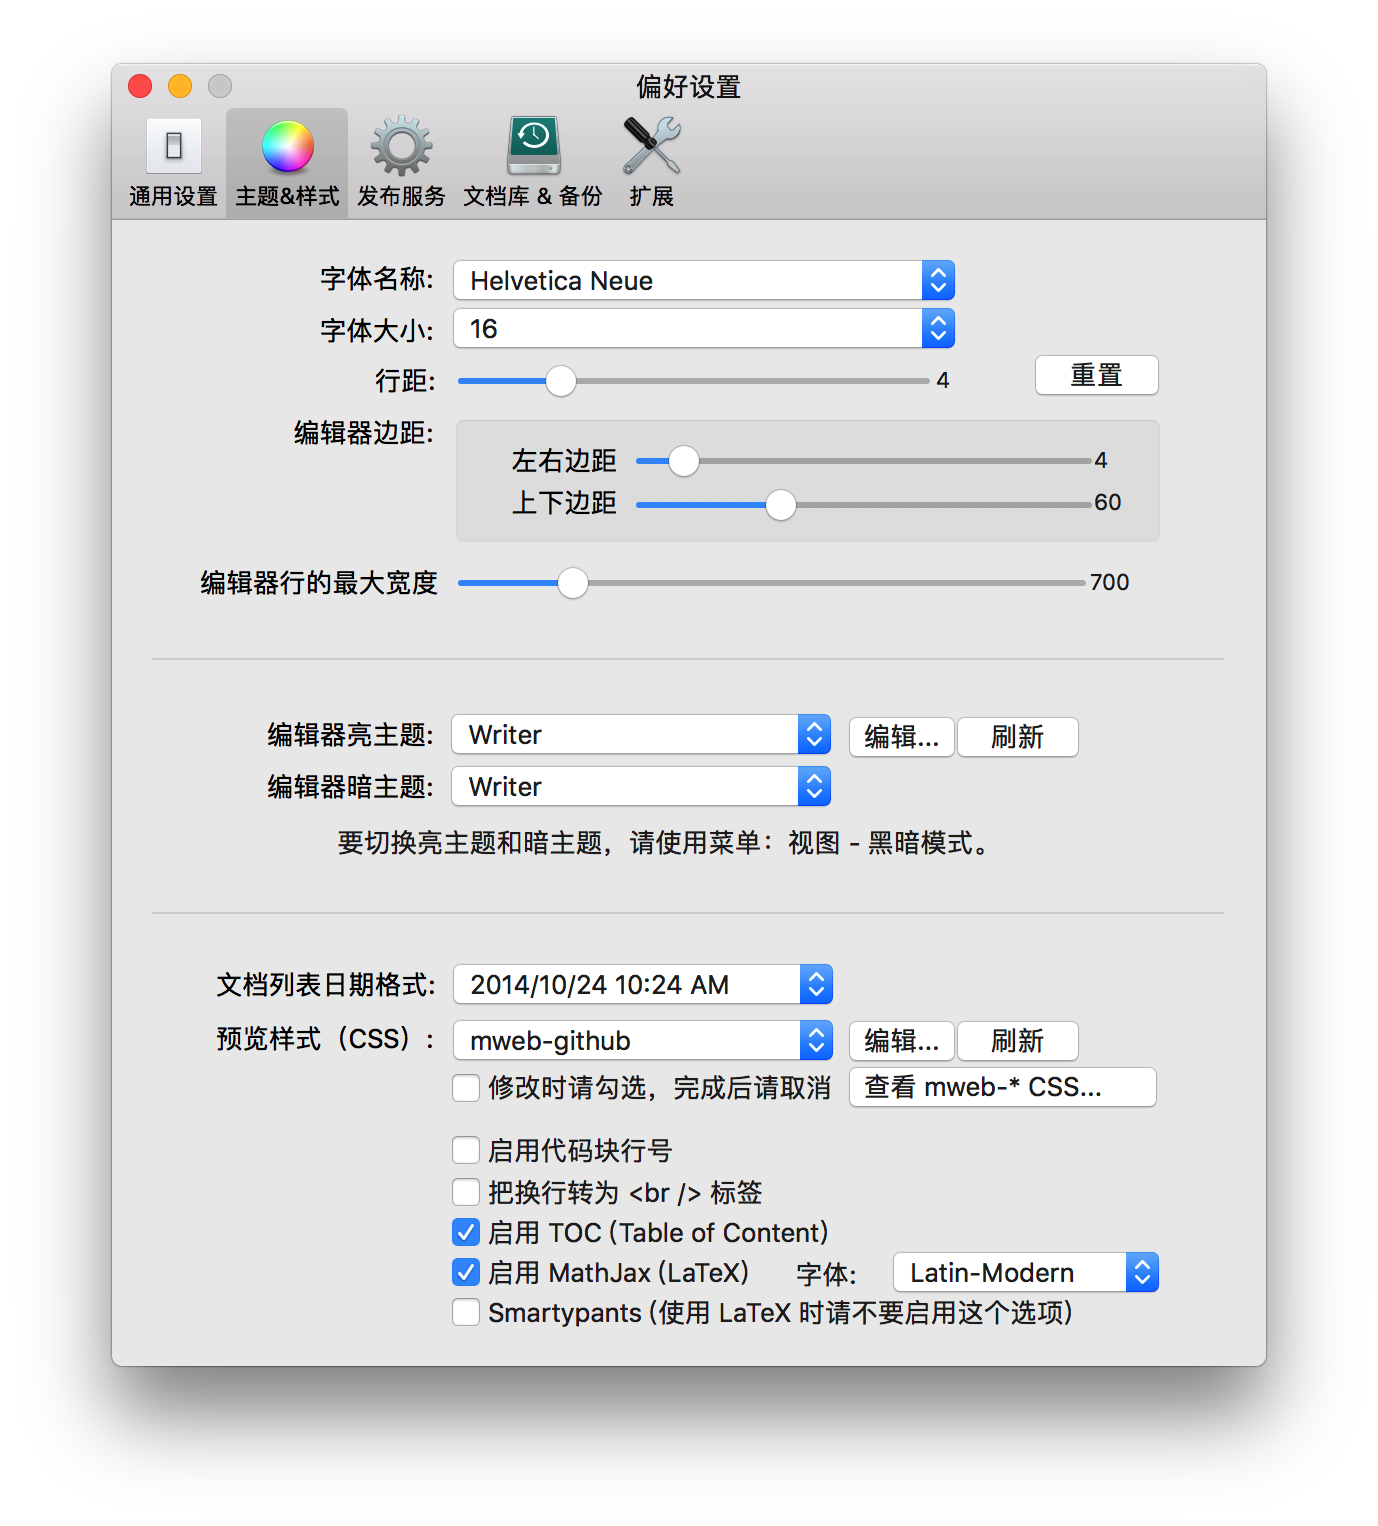 偏好设置
通用设置 主题&样式 发布服务 文档库 & 备份 扩展
字体名称: Helvetica Neue
字体大小: 16
行距: 4 重置
编辑器边距:
左右边距 4
上下边距 60
编辑器行的最大宽度 700
编辑器亮主题: Writer 编辑... 刷新
编辑器暗主题: Writer
要切换亮主题和暗主题，请使用菜单：视图 - 黑暗模式。
文档列表日期格式: 2014/10/24 10:24 AM
预览样式（CSS）: mweb-github 编辑... 刷新
修改时请勾选，完成后请取消 查看 mweb-* CSS...
启用代码块行号
把换行转为 <br /> 标签
启用 TOC (Table of Content)
启用 MathJax (LaTeX) 字体: Latin-Modern
Smartypants (使用 LaTeX 时请不要启用这个选项)